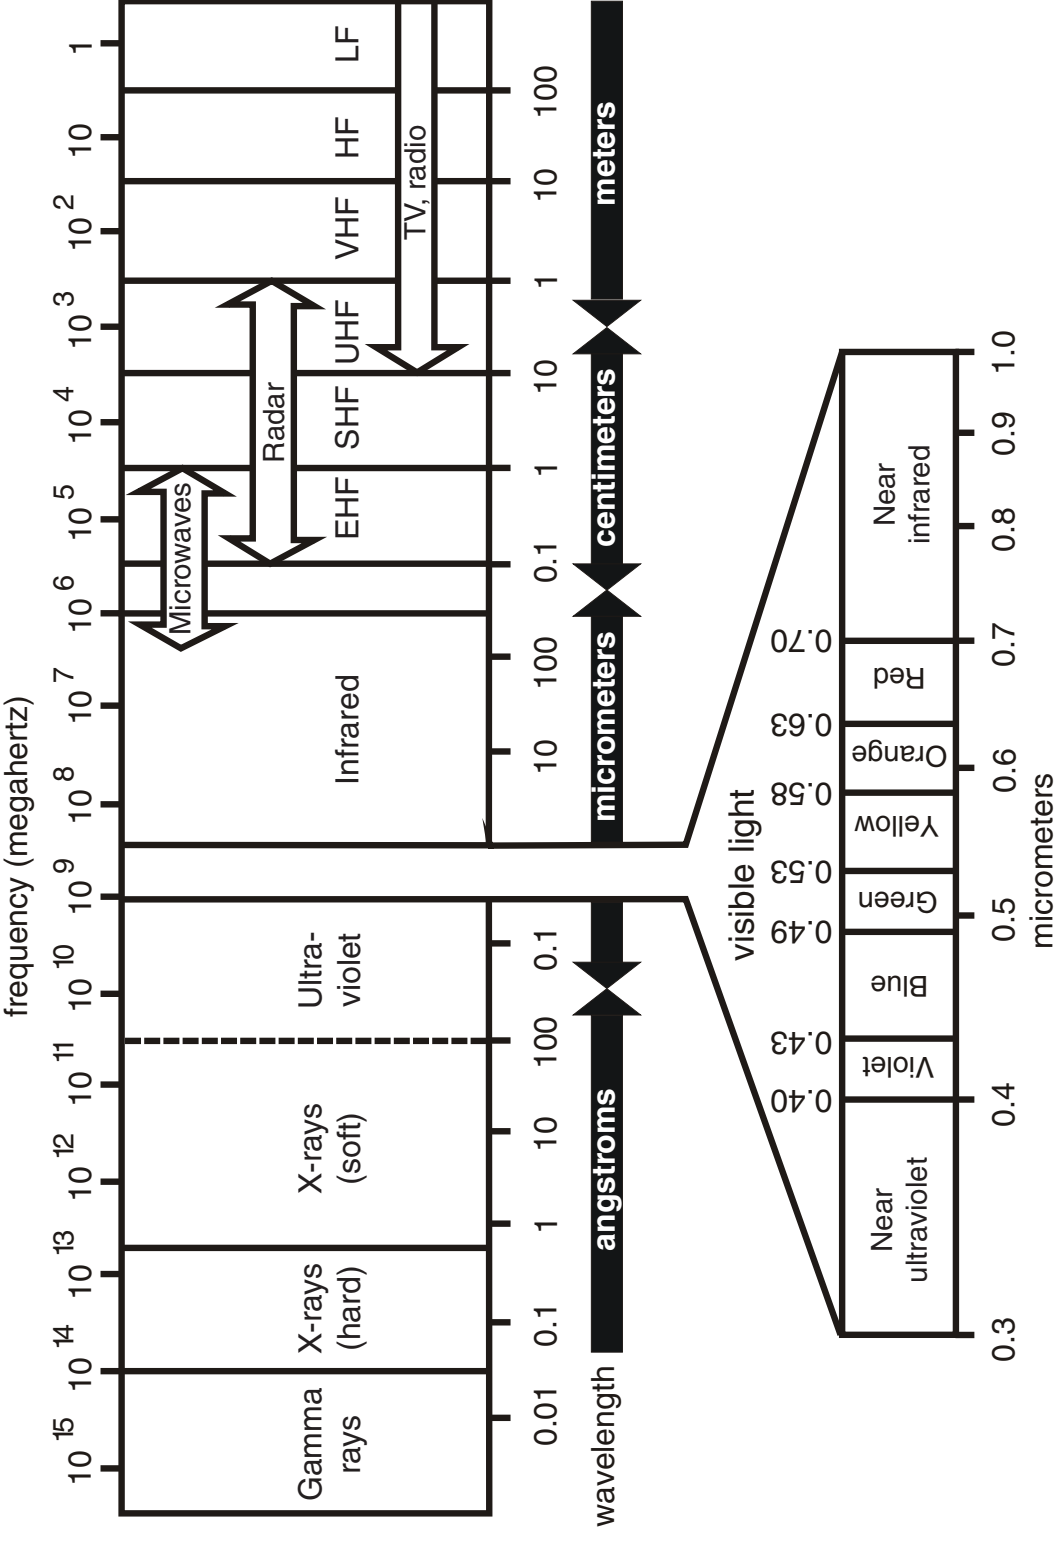 frequency (megahertz)
10 15
10 14
10 13
10 12
10 11
10 10
10 9
10 8
10 7
10 6
10 5
10 4
10 3
10 2
10
1
Microwaves
Radar
Gamma
rays
X-rays
(hard)
X-rays
(soft)
Ultra-
violet
Infrared
EHF
SHF
UHF
VHF
HF
LF
TV, radio
0.01
0.1
1
10
100
0.1
10
100
0.1
1
10
1
10
100
wavelength
angstroms
micrometers
centimeters
meters
visible light
0.40
0.43
0.49
0.53
0.58
0.63
0.70
Near
ultraviolet
Violet
Blue
Green
Yellow
Orange
Red
Near
infrared
0.3
0.4
0.5
0.6
0.7
0.8
0.9
1.0
micrometers